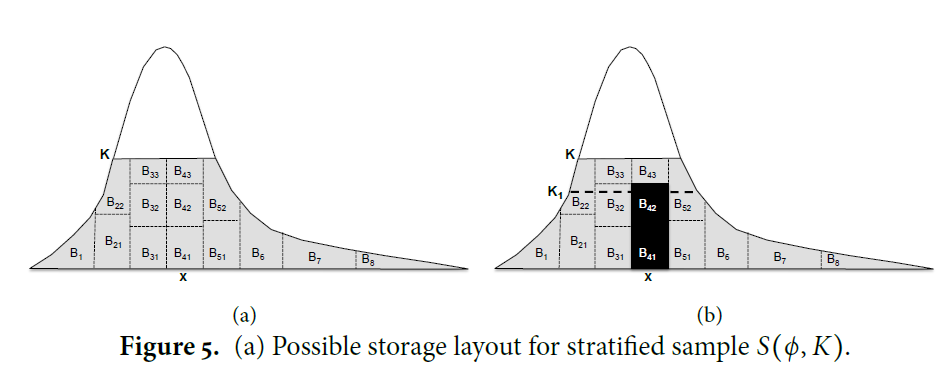 K K
B33 B43 B33 B43
K1
B22 B32 B42 B52 B22 B32 B42 B52
B21 B21
B1 B31 B41 B51 B6 B7 B8 B1 B31 B41 B51 B6 B7 B8
x x
(a) (b)
Figure 5. (a) Possible storage layout for stratified sample S(ϕ, K).